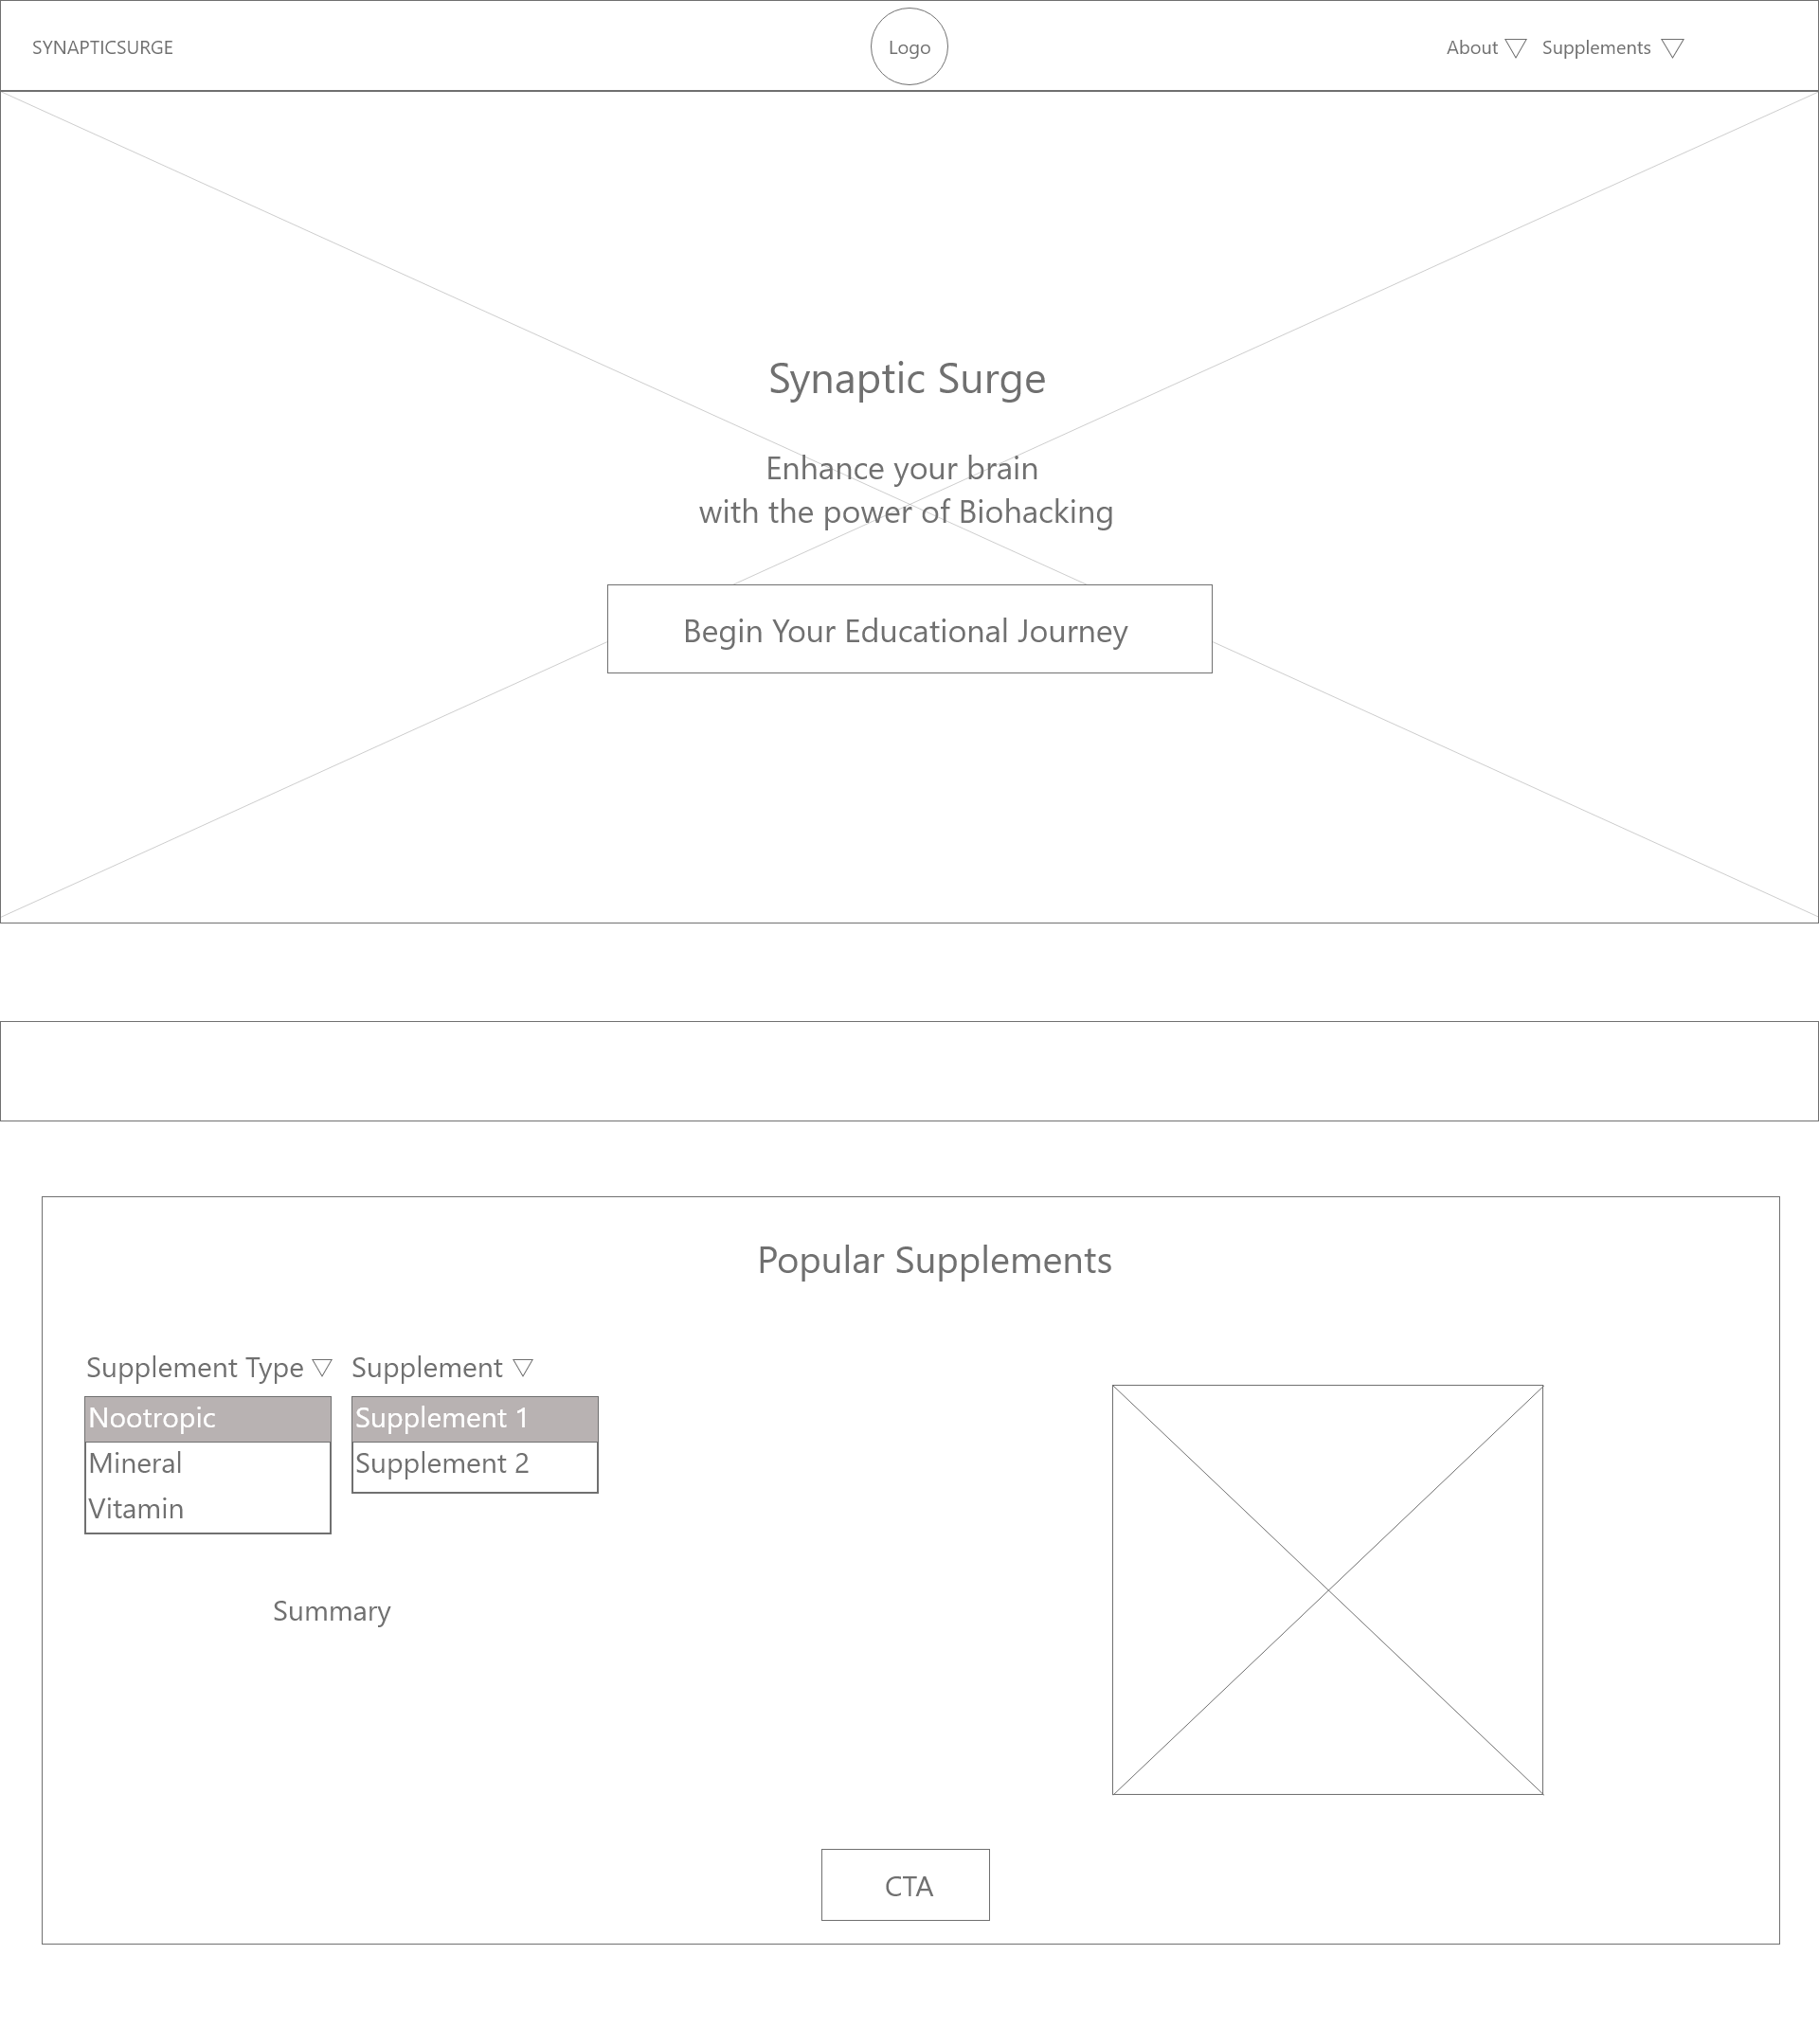 SYNAPTICSURGE
Logo
About
Supplements
Synaptic Surge
Enhance your brain
with the power of Biohacking
Begin Your Educational Journey
Popular Supplements
Supplement Type
Supplement
Nootropic
Mineral
Vitamin
Supplement 1
Supplement 2
Summary
CTA